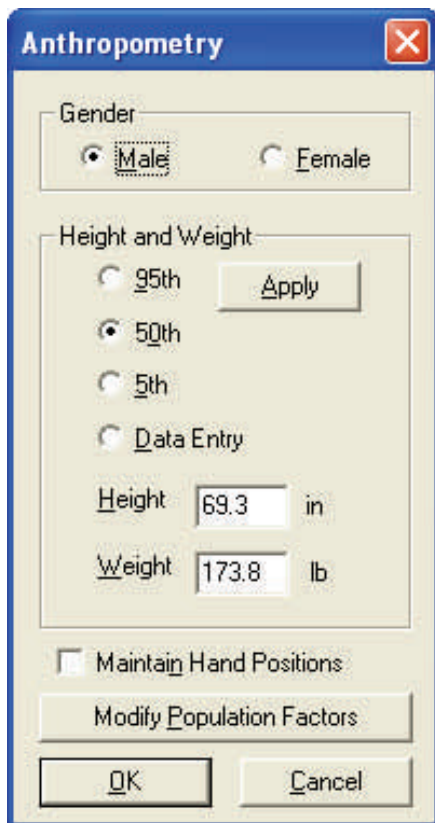 Anthropometry
Gender
Male Female
Height and Weight
95th Apply
50th
5th
Data Entry
Height 69.3 in
Weight 173.8 lb
Maintain Hand Positions
Modify Population Factors
OK Cancel